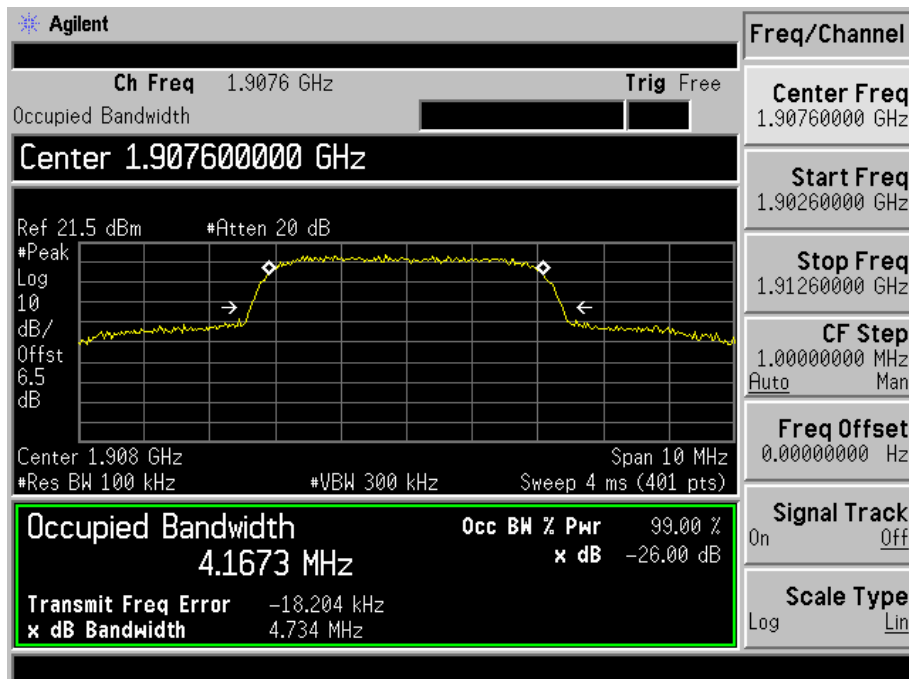 Agilent
Freq/Channel
Ch Freq 1.9076 GHz Trig Free
Occupied Bandwidth
Center 1.907600000 GHz
Ref 21.5 dBm #Atten 20 dB
#Peak
Log
10
dB/
Offst
6.5
dB
Center 1.908 GHz Span 10 MHz
#Res BW 100 kHz #VBW 300 kHz Sweep 4 ms (401 pts)
Occupied Bandwidth
4.1673 MHz
Occ BW % Pwr 99.00 %
x dB -26.00 dB
Transmit Freq Error -18.204 kHz
x dB Bandwidth 4.734 MHz
Center Freq
1.90760000 GHz
Start Freq
1.90260000 GHz
Stop Freq
1.91260000 GHz
CF Step
1.00000000 MHz
Auto Man
Freq Offset
0.00000000 Hz
Signal Track
On Off
Scale Type
Log Lin